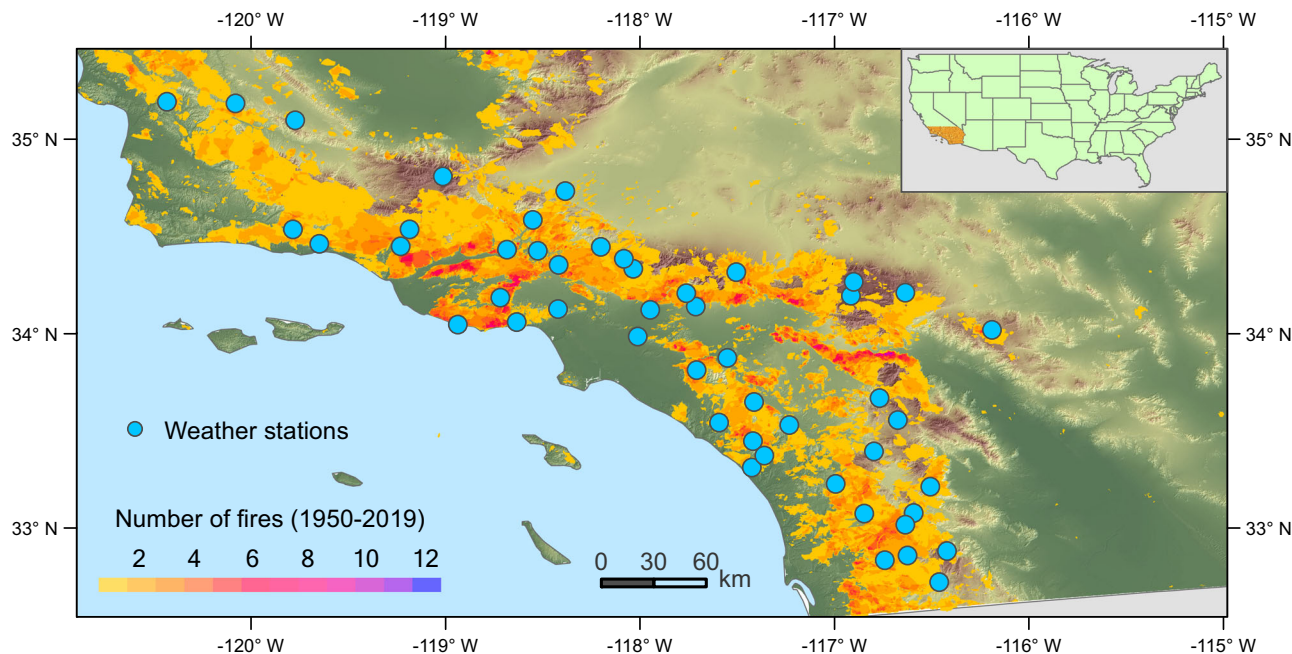 -120° W -119° W -118° W -117° W -116° W -115° W
35° N 35° N
34° N 34° N
Weather stations
33° N 33° N
Number of fires (1950-2019)
2 4 6 8 10 12
0 30 60
km
-120° W -119° W -118° W -117° W -116° W -115° W